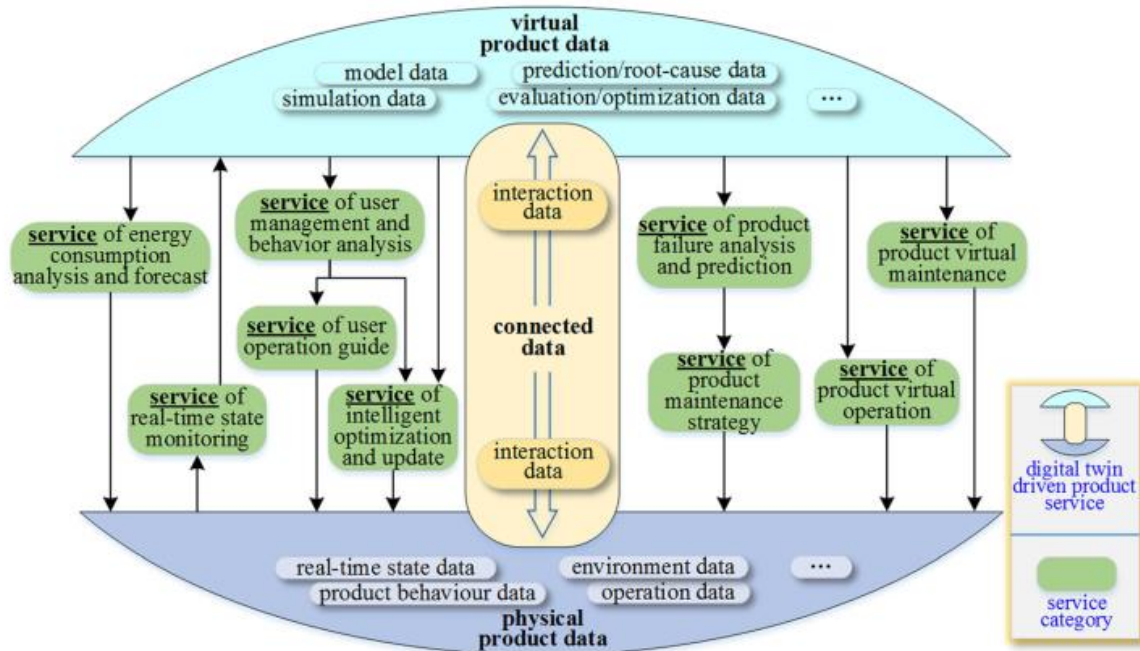 virtual
product data
model data
prediction/root-cause data
simulation data
evaluation/optimization data
...
interaction
data
service of energy
consumption
analysis and forecast
service of user
management and
behavior analysis
service of user
operation guide
service of
real-time state
monitoring
service of
intelligent
optimization
and update
connected
data
service of product
failure analysis
and prediction
service of
product virtual
maintenance
service of
product
maintenance
strategy
service of
product virtual
operation
interaction
data
real-time state data
environment data
...
product behaviour data
operation data
physical
product data
digital twin
driven product
service
service
category